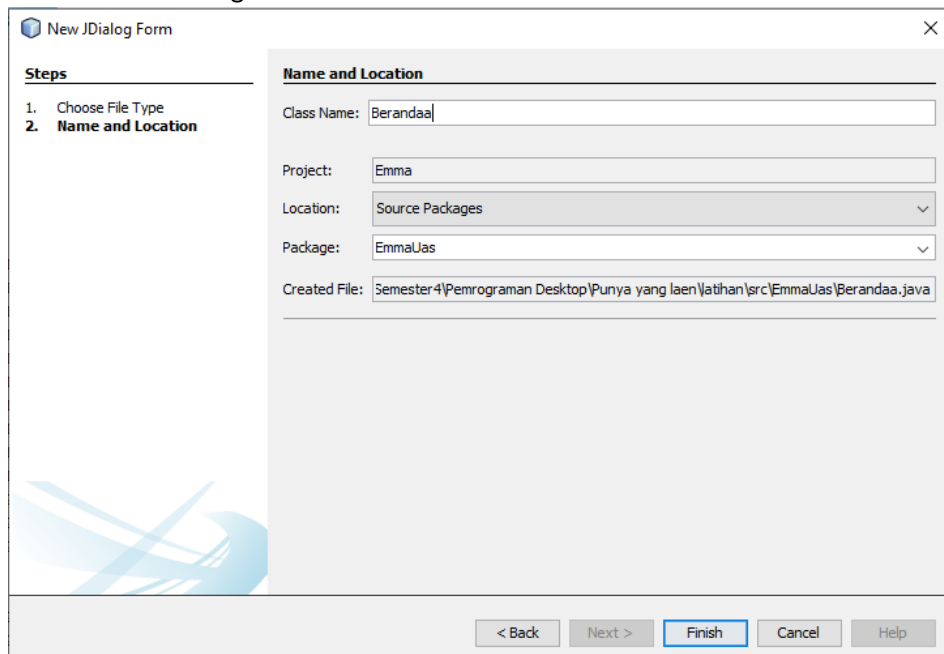 New JDialog Form
Steps
1. Choose File Type
2. Name and Location
Name and Location
Class Name: Berandaa
Project: Emma
Location: Source Packages
Package: EmmaUas
Created File: Semester4\Pemrograman Desktop\Punya yang laen\latihan\src\EmmaUas\Berandaa.java
< Back Next > Finish Cancel Help